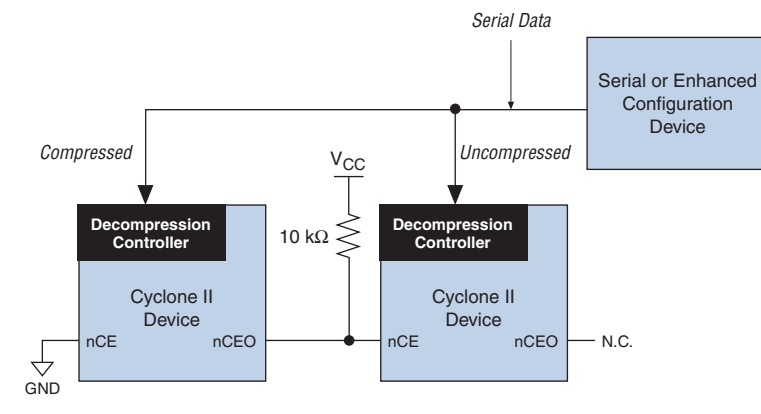 Serial Data
Serial or Enhanced
Configuration
Device
Compressed
Uncompressed
VCC
10 kΩ
Decompression
Controller
Cyclone II
Device
nCE
nCEO
GND
Decompression
Controller
Cyclone II
Device
nCE
nCEO
N.C.